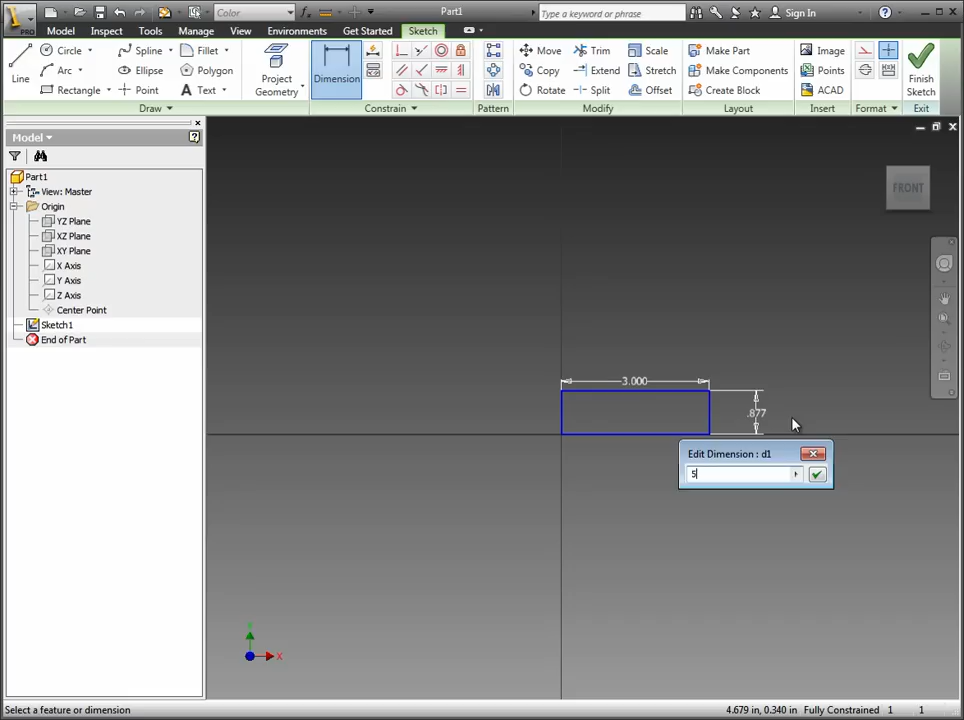 PRO Color Part1 Type a keyword or phrase Sign In
Model Inspect Tools Manage View Environments Get Started Sketch
Line Circle Spline Fillet Project Geometry Dimension Move Trim Scale Make Part Image Finish Sketch
Arc Ellipse Polygon Copy Extend Stretch Make Components Points
Rectangle Point Text Rotate Split Offset Create Block ACAD
Draw Constrain Pattern Modify Layout Insert Format Exit
Model
Part1
View: Master
Origin
YZ Plane
XZ Plane
XY Plane
X Axis
Y Axis
Z Axis
Center Point
Sketch1
End of Part
FRONT
3.000
.877
Edit Dimension : d1
5
X
Select a feature or dimension 4.679 in, 0.340 in Fully Constrained 1 1